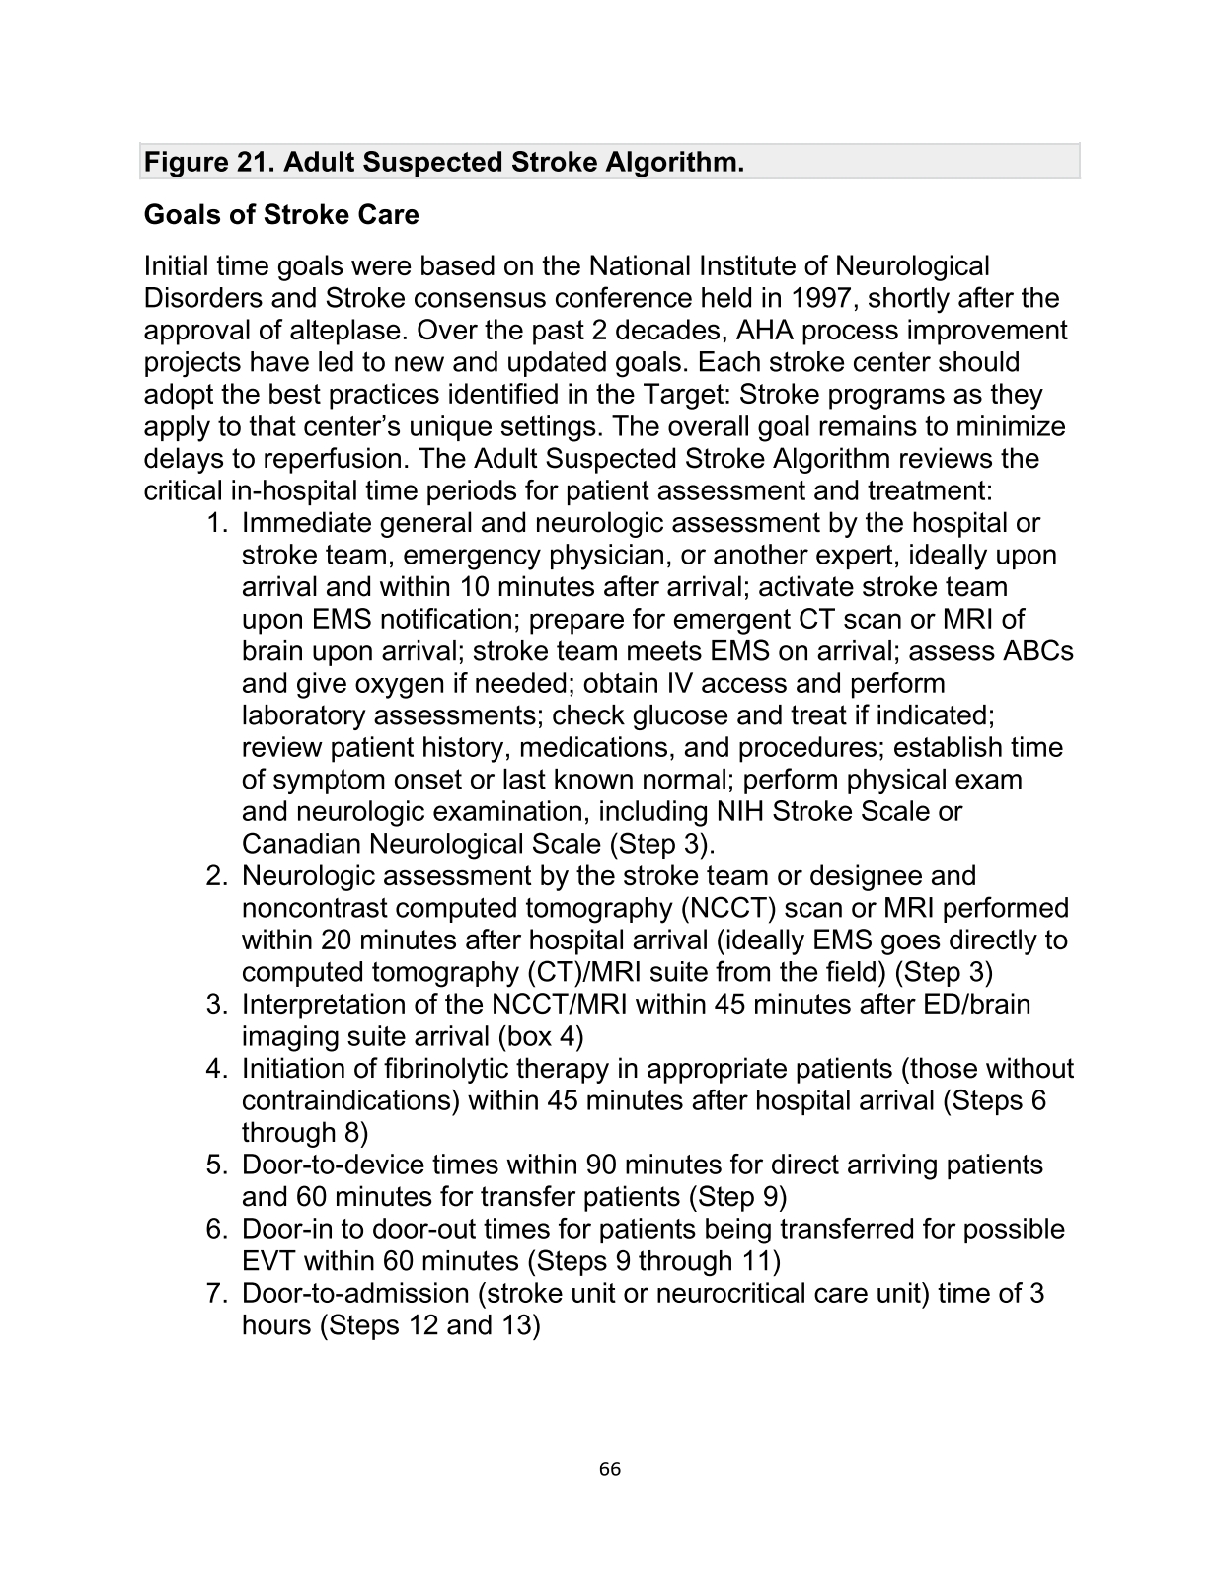 Figure 21. Adult Suspected Stroke Algorithm.
Goals of Stroke Care
Initial time goals were based on the National Institute of Neurological
Disorders and Stroke consensus conference held in 1997, shortly after the
approval of alteplase. Over the past 2 decades, AHA process improvement
projects have led to new and updated goals. Each stroke center should
adopt the best practices identified in the Target: Stroke programs as they
apply to that center’s unique settings. The overall goal remains to minimize
delays to reperfusion. The Adult Suspected Stroke Algorithm reviews the
critical in-hospital time periods for patient assessment and treatment:
1. Immediate general and neurologic assessment by the hospital or
stroke team, emergency physician, or another expert, ideally upon
arrival and within 10 minutes after arrival; activate stroke team
upon EMS notification; prepare for emergent CT scan or MRI of
brain upon arrival; stroke team meets EMS on arrival; assess ABCs
and give oxygen if needed; obtain IV access and perform
laboratory assessments; check glucose and treat if indicated;
review patient history, medications, and procedures; establish time
of symptom onset or last known normal; perform physical exam
and neurologic examination, including NIH Stroke Scale or
Canadian Neurological Scale (Step 3).
2. Neurologic assessment by the stroke team or designee and
noncontrast computed tomography (NCCT) scan or MRI performed
within 20 minutes after hospital arrival (ideally EMS goes directly to
computed tomography (CT)/MRI suite from the field) (Step 3)
3. Interpretation of the NCCT/MRI within 45 minutes after ED/brain
imaging suite arrival (box 4)
4. Initiation of fibrinolytic therapy in appropriate patients (those without
contraindications) within 45 minutes after hospital arrival (Steps 6
through 8)
5. Door-to-device times within 90 minutes for direct arriving patients
and 60 minutes for transfer patients (Step 9)
6. Door-in to door-out times for patients being transferred for possible
EVT within 60 minutes (Steps 9 through 11)
7. Door-to-admission (stroke unit or neurocritical care unit) time of 3
hours (Steps 12 and 13)
66